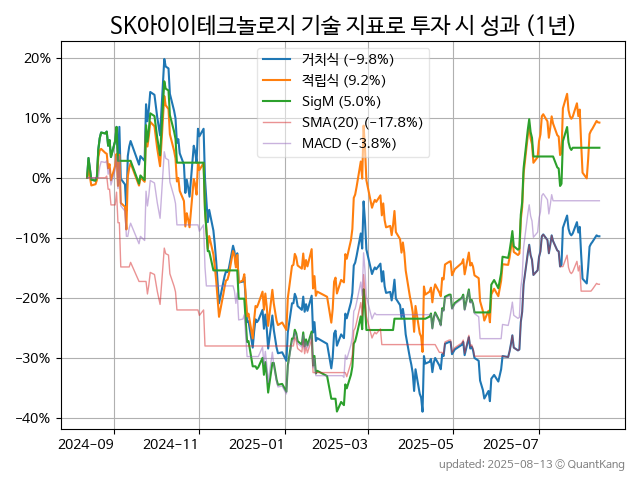 SK아이이테크놀로지 기술 지표로 투자 시 성과 (1년)
거치식 (−9.8%)
적립식 (9.2%)
SigM (5.0%)
SMA(20) (−17.8%)
MACD (−3.8%)
20%
10%
0%
−10%
−20%
−30%
−40%
2024-09
2024-11
2025-01
2025-03
2025-05
2025-07
updated: 2025-08-13 ⓒ QuantKang